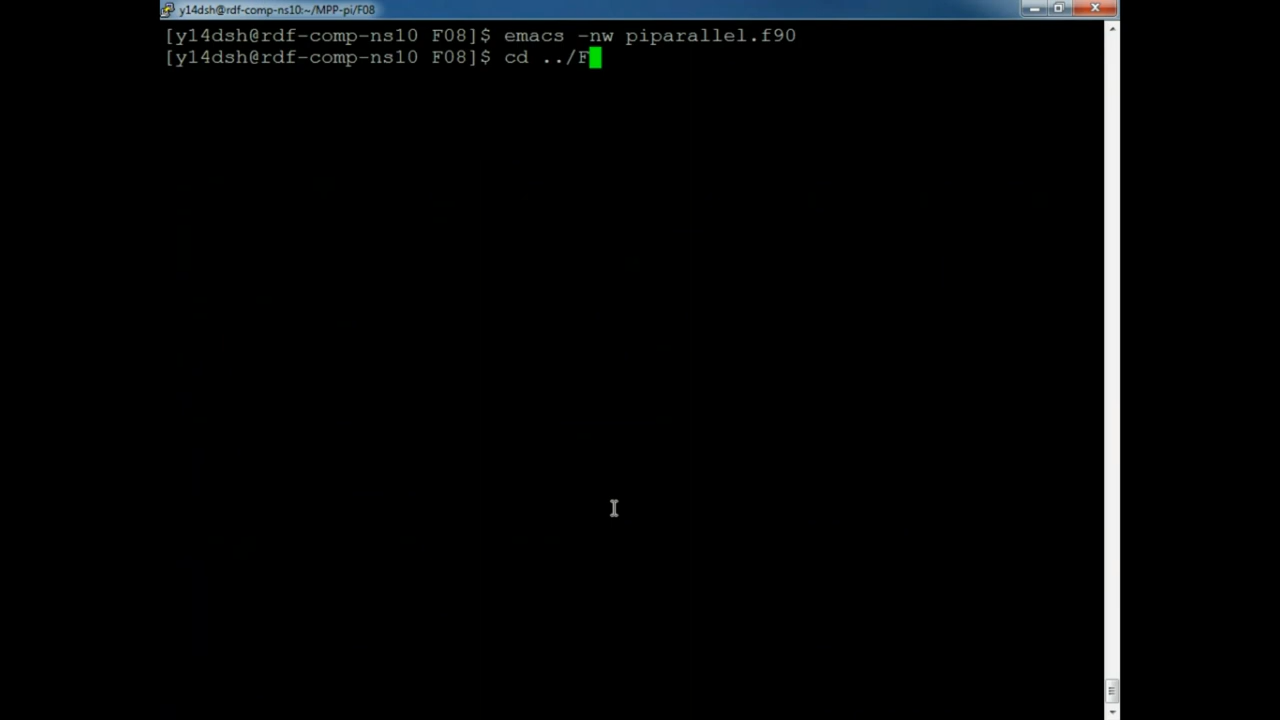 y14dsh@rdf-comp-ns10:~/MPP-pi/F08
[y14dsh@rdf-comp-ns10 F08]$ emacs -nw piparallel.f90
[y14dsh@rdf-comp-ns10 F08]$ cd ../F